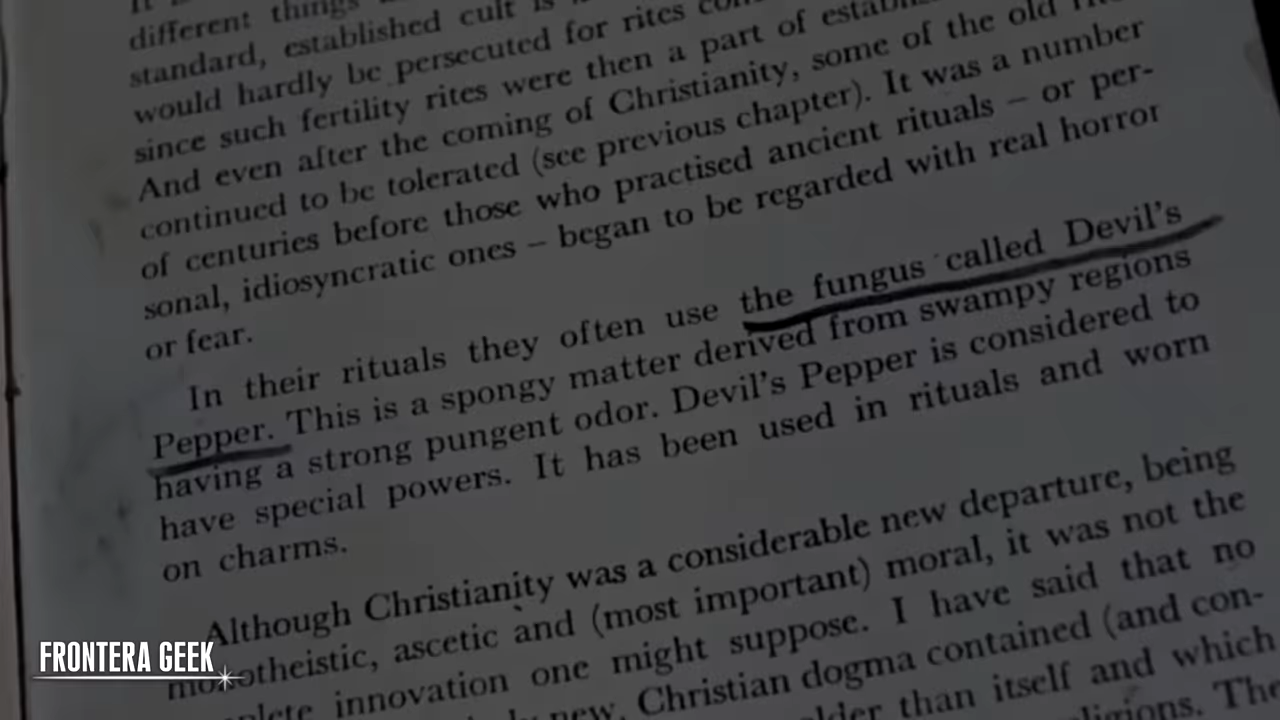 different things
standard, established cult is
would hardly be persecuted for rites
since such fertility rites were then a part of
And even after the coming of Christianity, some of the old
continued to be tolerated (see previous chapter). It was a number
of centuries before those who practised ancient rituals – or per-
sonal, idiosyncratic ones – began to be regarded with real horror
or fear.
In their rituals they often use the fungus called Devil's
Pepper. This is a spongy matter derived from swampy regions
having a strong pungent odor. Devil's Pepper is considered to
have special powers. It has been used in rituals and worn
on charms.
Although Christianity was a considerable new departure, being
ascetic and (most important) moral, it was not the
innovation one might suppose. I have said that no
new. Christian dogma contained (and con-
than itself and which
The
FRONTERA GEEK